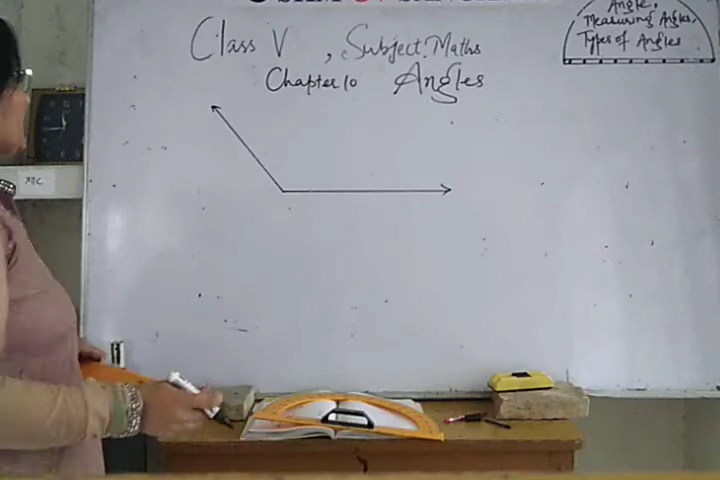 Class V , Subject. Maths
Chapter 10 Angles
Angle,
Measuring Angles,
Types of Angles